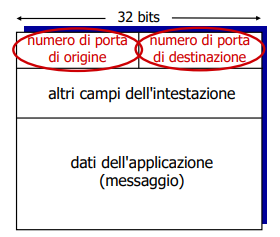 32 bits
numero di porta di origine
numero di porta di destinazione
altri campi dell'intestazione
dati dell'applicazione
(messaggio)